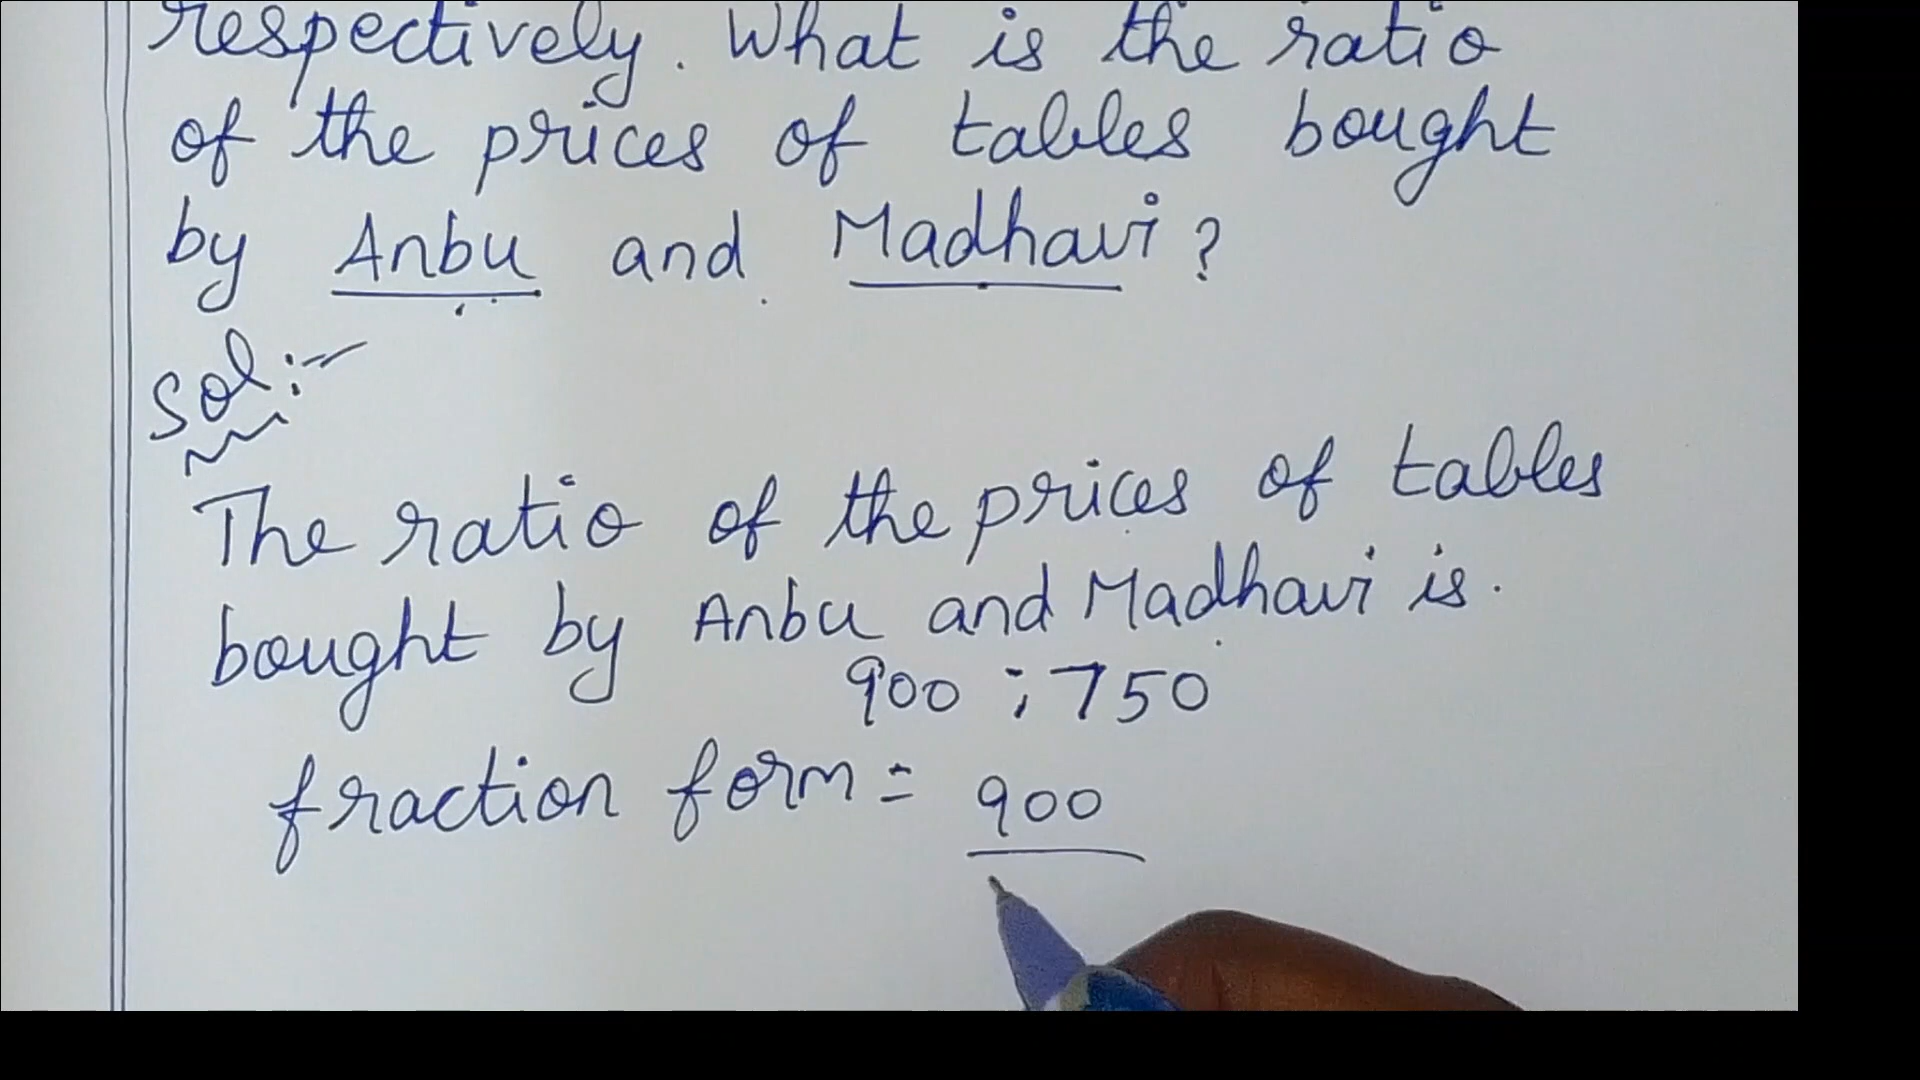 respectively. What is the ratio
of the prices of tables bought
by Anbu and Madhavi?
Sol:-
The ratio of the prices of tables
bought by Anbu and Madhavi is.
900 : 750
fraction form = 900